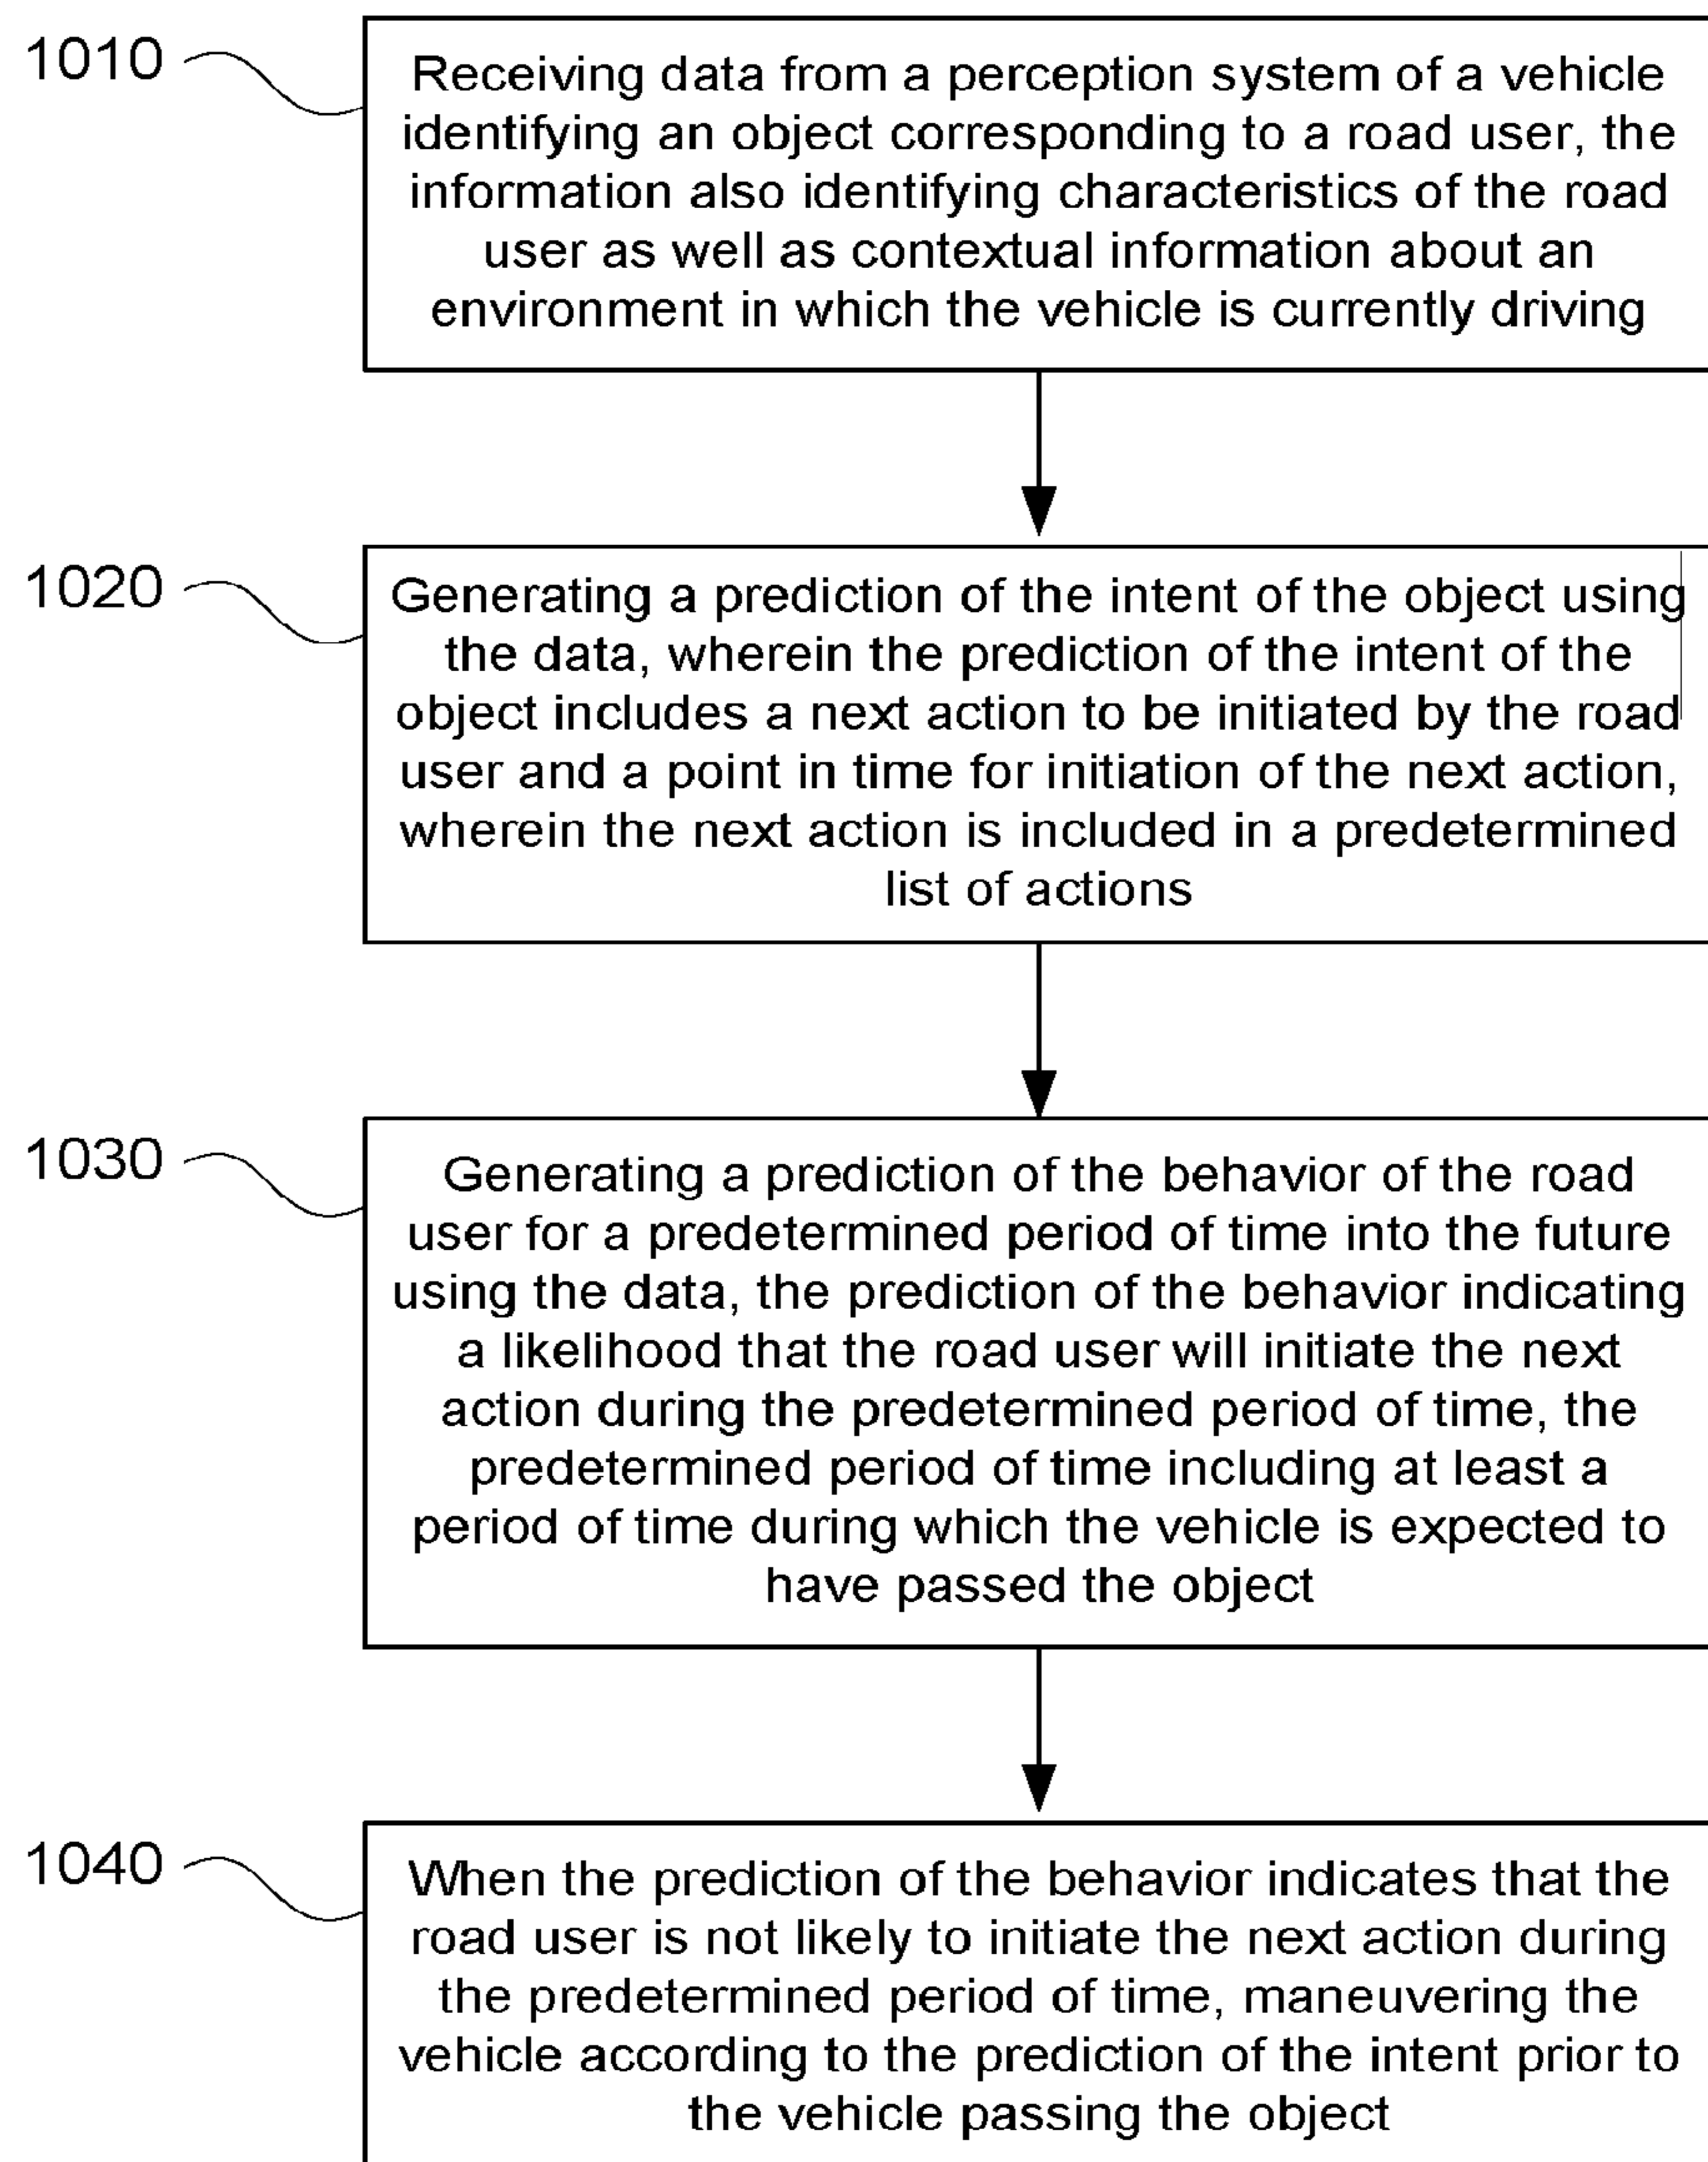 1010
Receiving data from a perception system of a vehicle
identifying an object corresponding to a road user, the
information also identifying characteristics of the road
user as well as contextual information about an
environment in which the vehicle is currently driving
1020
Generating a prediction of the intent of the object using
the data, wherein the prediction of the intent of the
object includes a next action to be initiated by the road
user and a point in time for initiation of the next action,
wherein the next action is included in a predetermined
list of actions
1030
Generating a prediction of the behavior of the road
user for a predetermined period of time into the future
using the data, the prediction of the behavior indicating
a likelihood that the road user will initiate the next
action during the predetermined period of time, the
predetermined period of time including at least a
period of time during which the vehicle is expected to
have passed the object
1040
When the prediction of the behavior indicates that the
road user is not likely to initiate the next action during
the predetermined period of time, maneuvering the
vehicle according to the prediction of the intent prior to
the vehicle passing the object